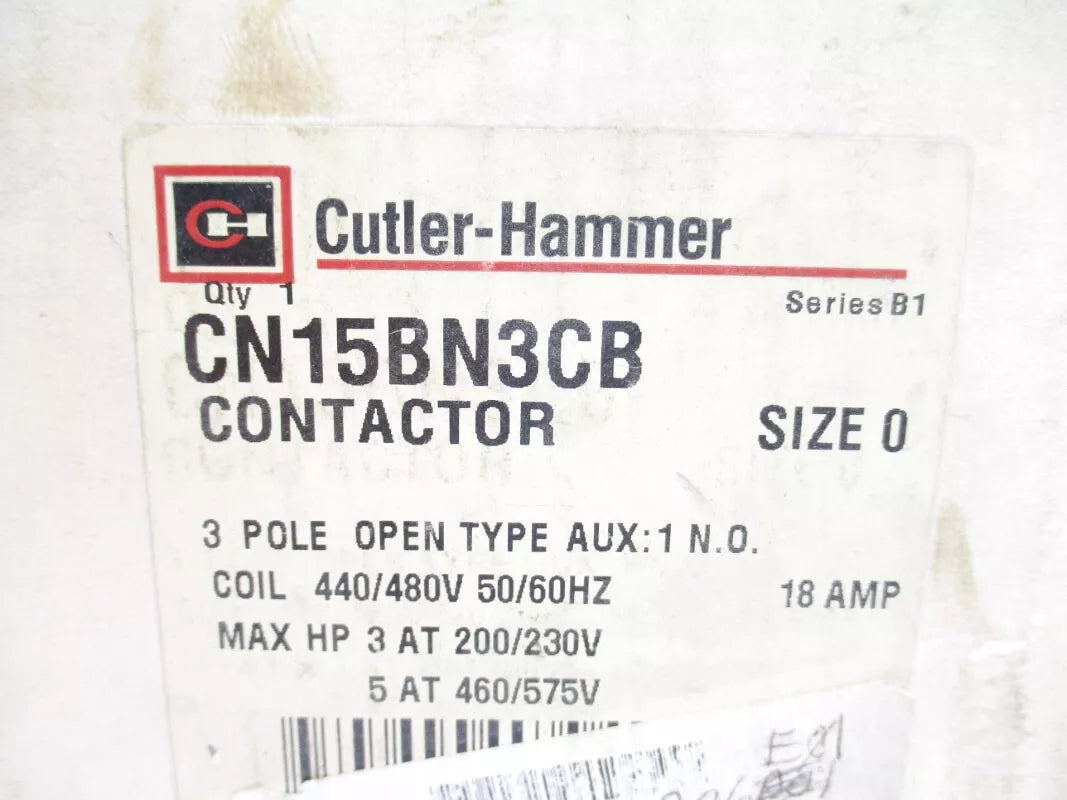 CH Cutler-Hammer
Qty 1 Series B1
CN15BN3CB
CONTACTOR SIZE 0
3 POLE OPEN TYPE AUX: 1 N.O.
COIL 440/480V 50/60HZ 18 AMP
MAX HP 3 AT 200/230V
5 AT 460/575V